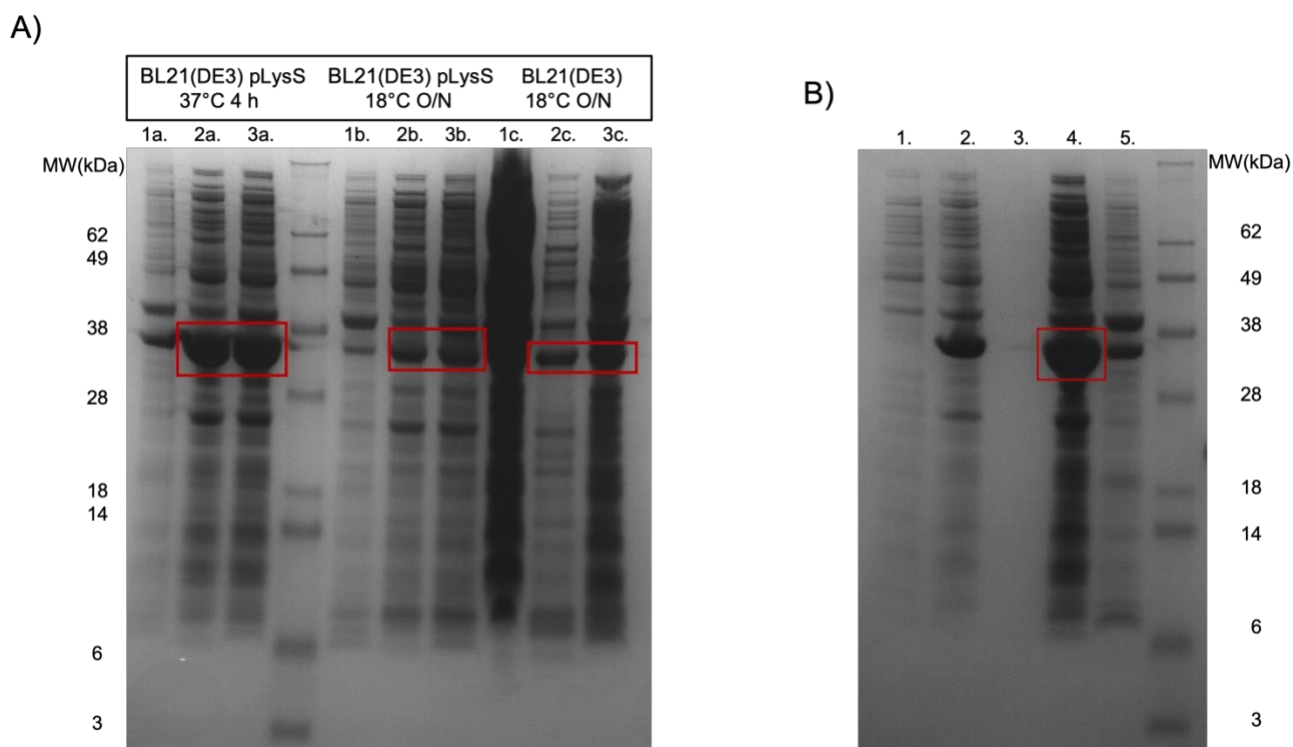 A)
BL21(DE3) pLysS BL21(DE3) pLysS BL21(DE3)
37°C 4 h 18°C O/N 18°C O/N
1a. 2a. 3a. 1b. 2b. 3b. 1c. 2c. 3c.
MW(kDa)
62
49
38
28
18
14
6
3
B)
1. 2. 3. 4. 5.
MW(kDa)
62
49
38
28
18
14
6
3